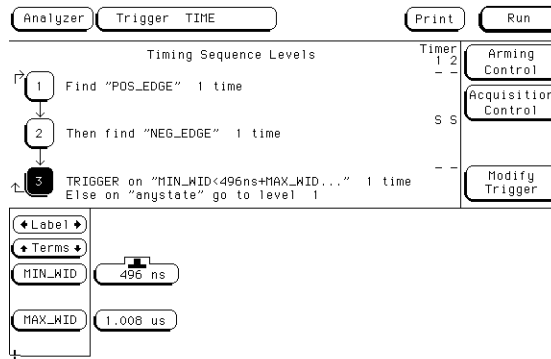 Analyzer Trigger TIME Print Run
Timing Sequence Levels
Timer
1 2
Arming
Control
1 Find "POS_EDGE" 1 time - -
Acquisition
Control
2 Then find "NEG_EDGE" 1 time S S
3 TRIGGER on "MIN_WID<496ns+MAX_WID..." 1 time - -
Else on "anystate" go to level 1
Modify
Trigger
Label
Terms
MIN_WID 496 ns
MAX_WID 1.008 us